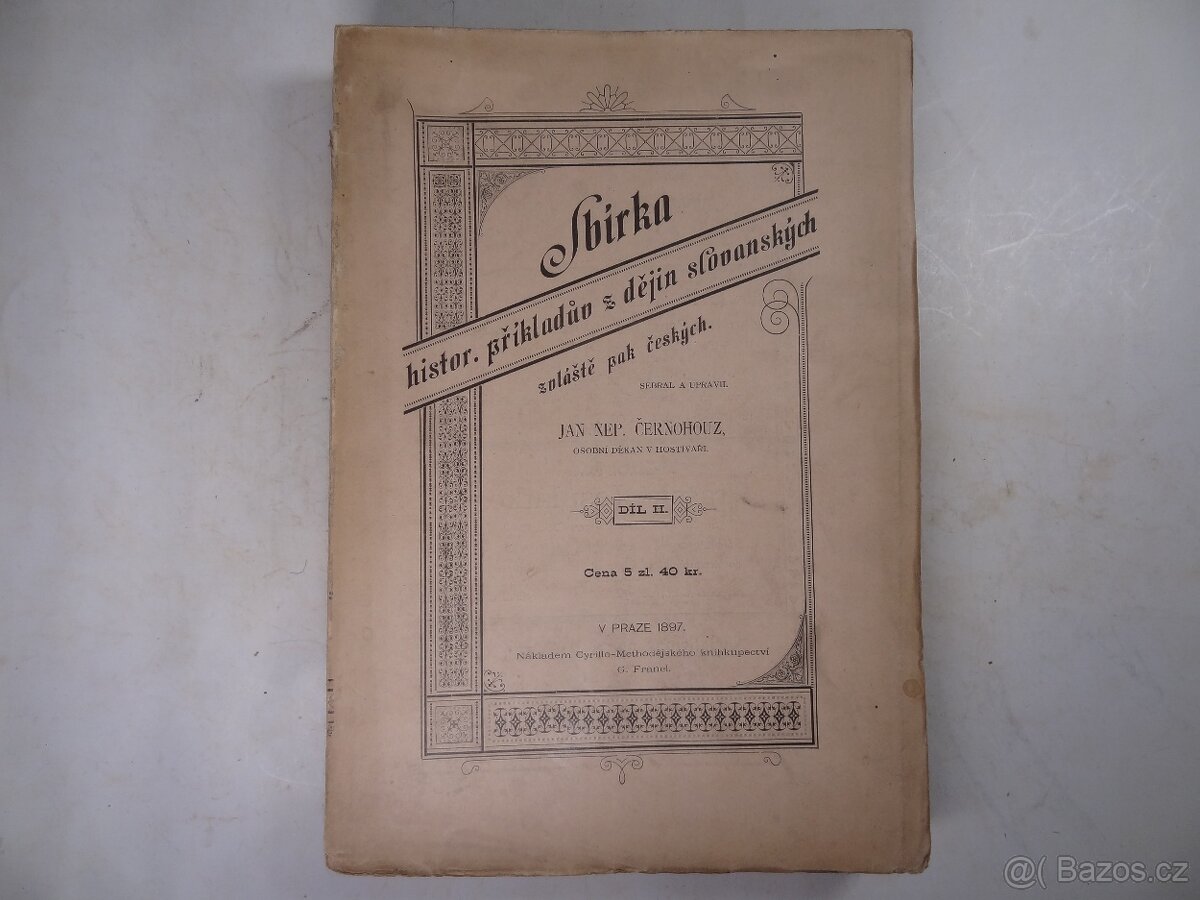 Sbírka
histor. příkladův z dějin slovanských
zvláště pak českých.
SEBRAL A UPRAVIL
JAN NEP. ČERNOHOUZ,
OSOBNÍ DĚKAN V HOSTIVAŘI.
DÍL II.
Cena 5 zl. 40 kr.
V PRAZE 1897.
Nákladem Cyrillo-Methodějského knihkupectví
G. Francl.
@( Bazos.cz